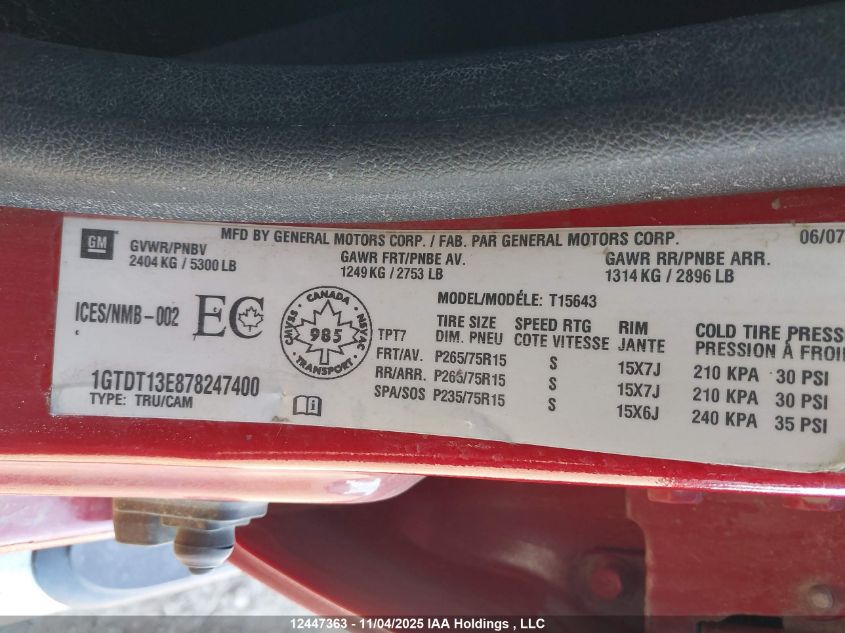 MFD BY GENERAL MOTORS CORP. / FAB. PAR GENERAL MOTORS CORP. 06/07
GM
GVWR/PNBV GAWR FRT/PNBE AV. GAWR RR/PNBE ARR.
2404 KG / 5300 LB 1249 KG / 2753 LB 1314 KG / 2896 LB
ICES/NMB-002 EC
CANADA
CMVSS NSVAC
985
TRANSPORT
MODEL/MODÉLE: T15643
TIRE SIZE SPEED RTG RIM COLD TIRE PRESS
TPT7 DIM. PNEU COTE VITESSE JANTE PRESSION À FROI
FRT/AV. P265/75R15 S 15X7J 210 KPA 30 PSI
RR/ARR. P265/75R15 S 15X7J 210 KPA 30 PSI
SPA/SOS P235/75R15 S 15X6J 240 KPA 35 PSI
1GTDT13E878247400
TYPE: TRU/CAM
12447363 - 11/04/2025 IAA Holdings , LLC